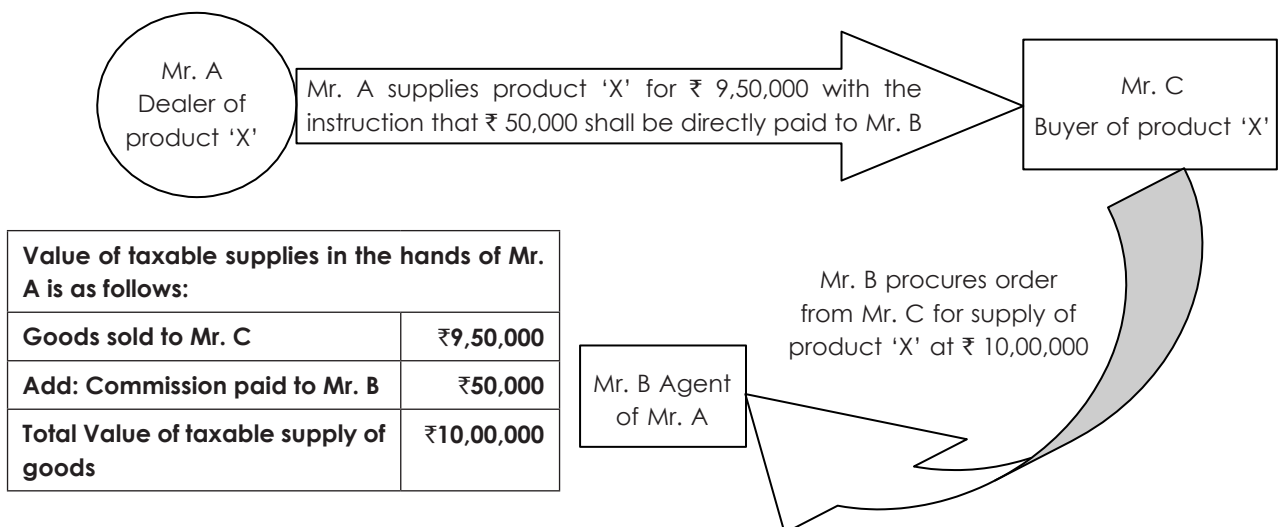 Mr. A
Dealer of
product ‘X’
Mr. A supplies product ‘X’ for ₹ 9,50,000 with the
instruction that ₹ 50,000 shall be directly paid to Mr. B
Mr. C
Buyer of product ‘X’
Value of taxable supplies in the hands of Mr.
A is as follows:
Goods sold to Mr. C ₹9,50,000
Add: Commission paid to Mr. B ₹50,000
Total Value of taxable supply of ₹10,00,000
goods
Mr. B procures order
from Mr. C for supply of
product ‘X’ at ₹ 10,00,000
Mr. B Agent
of Mr. A